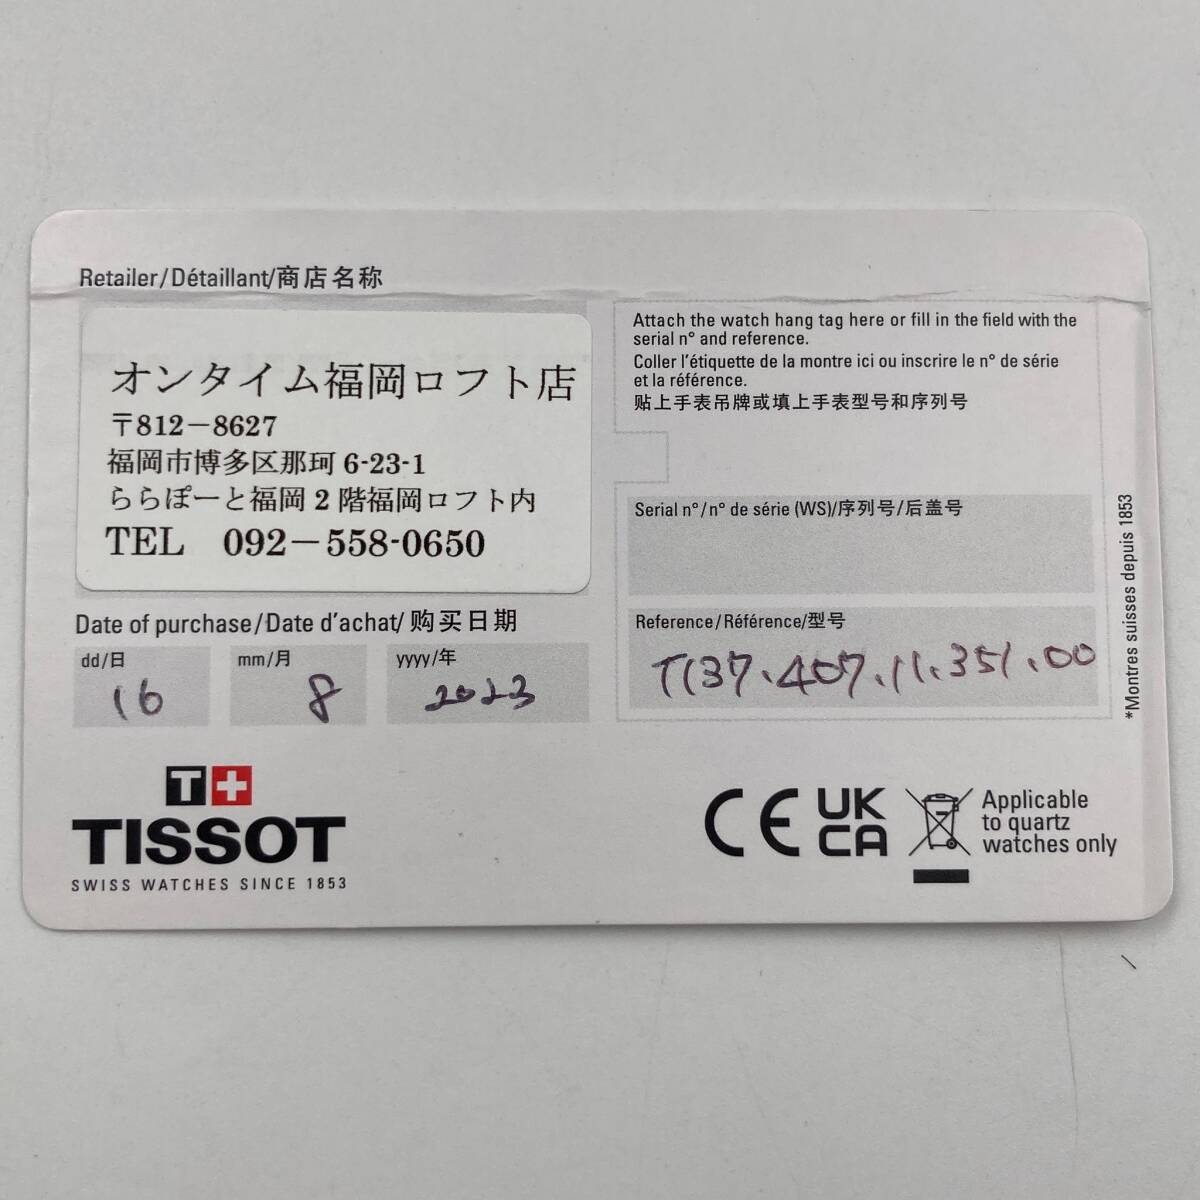 Retailer/Détaillant/商店名称
オンタイム福岡ロフト店
〒812－8627
福岡市博多区那珂 6-23-1
ららぽーと福岡 2 階福岡ロフト内
TEL 092－558-0650
Date of purchase/Date d'achat/ 购买日期
dd/日
mm/月
yyyy/年
16
8
2023
Attach the watch hang tag here or fill in the field with the
serial n° and reference.
Coller l'étiquette de la montre ici ou inscrire le n° de série
et la référence.
贴上手表吊牌或填上手表型号和序列号
Serial n°/n° de série (WS)/序列号/后盖号
Reference/Référence/型号
T137.407.11.351.00
*Montres suisses depuis 1853
T+
TISSOT
SWISS WATCHES SINCE 1853
CE
UK
CA
Applicable
to quartz
watches only